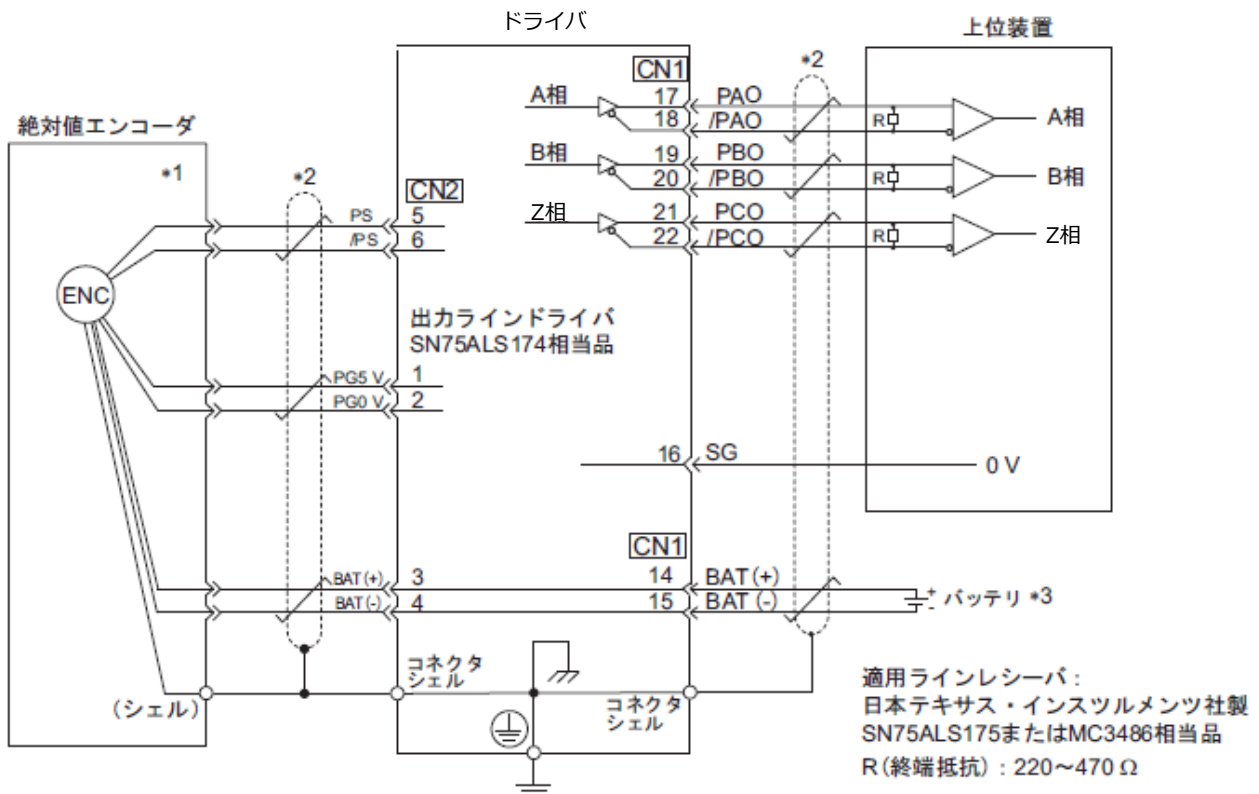 ドライバ
上位装置
絶対値エンコーダ
*1
*2
CN2
PS
5
/PS
6
ENC
出力ラインドライバ
SN75ALS174相当品
PG5 V
1
PG0 V
2
BAT(+)
3
BAT(-)
4
コネクタ
シェル
(シェル)
CN1
A相
17
PAO
18
/PAO
B相
19
PBO
20
/PBO
Z相
21
PCO
22
/PCO
*2
R
A相
R
B相
R
Z相
16
SG
0 V
CN1
14
BAT(+)
15
BAT(-)
+
-
バッテリ *3
コネクタ
シェル
適用ラインレシーバ：
日本テキサス・インスツルメンツ社製
SN75ALS175またはMC3486相当品
R(終端抵抗)：220～470 Ω